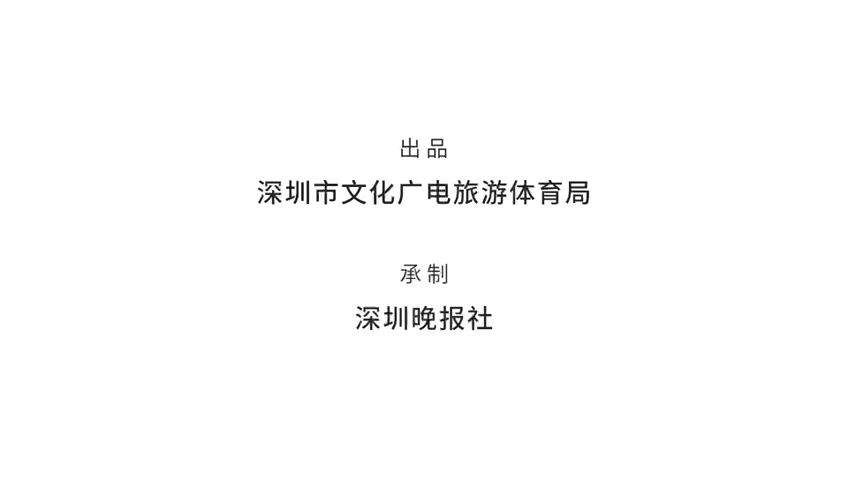 出品
深圳市文化广电旅游体育局
承制
深圳晚报社